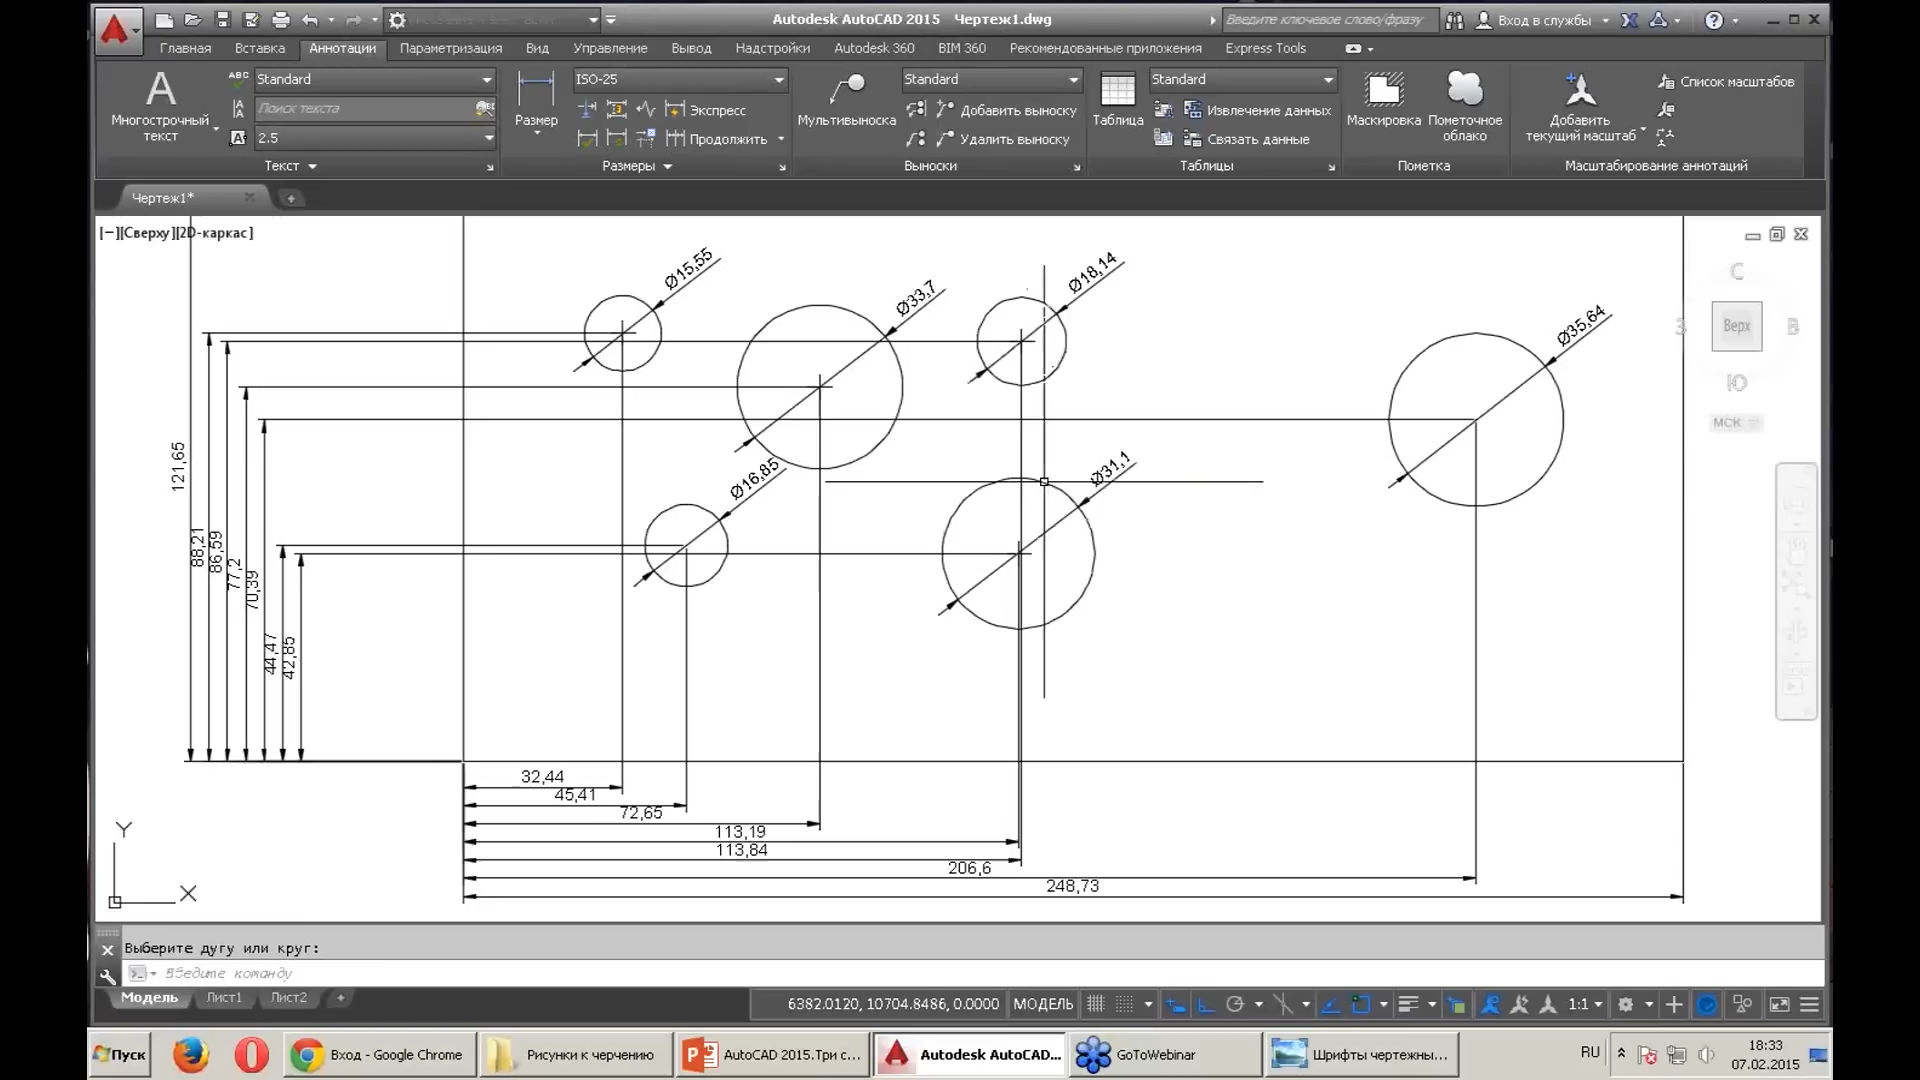 Autodesk AutoCAD 2015 Чертеж1.dwg
Введите ключевое слово/фразу
Вход в службы
Главная Вставка Аннотации Параметризация Вид Управление Вывод Надстройки Autodesk 360 BIM 360 Рекомендованные приложения Express Tools
Многострочный текст
ABC Standard
Поиск текста
2.5
Текст
Размер
ISO-25
Экспресс
Продолжить
Размеры
Мультивыноска
Standard
Добавить выноску
Удалить выноску
Выноски
Таблица
Standard
Извлечение данных
Связать данные
Таблицы
Маскировка
Пометочное облако
Пометка
Добавить текущий масштаб
Список масштабов
Масштабирование аннотаций
Чертеж1*
[−][Сверху][2D-каркас]
С
З Верх В
Ю
МСК
Ø15,55
Ø33,7
Ø18,14
Ø35,64
Ø16,85
Ø31,1
121,65
88,21
86,59
77,2
70,39
44,47
42,85
32,44
45,41
72,65
113,19
113,84
206,6
248,73
Y
X
Выберите дугу или круг:
Введите команду
Модель Лист1 Лист2
6382.0120, 10704.8486, 0.0000 МОДЕЛЬ 1:1
Пуск
Вход - Google Chrome
Рисунки к черчению
AutoCAD 2015.Три с...
Autodesk AutoCAD...
GoToWebinar
Шрифты чертежны...
RU
18:33
07.02.2015